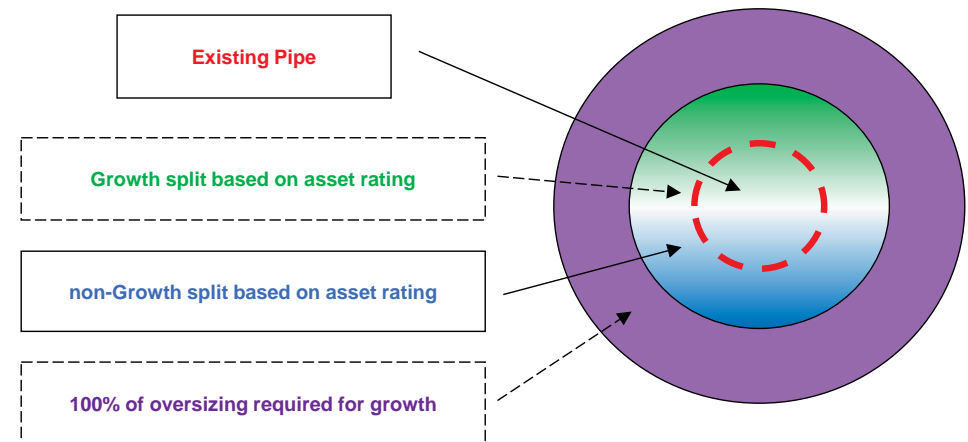 Existing Pipe
Growth split based on asset rating
non-Growth split based on asset rating
100% of oversizing required for growth